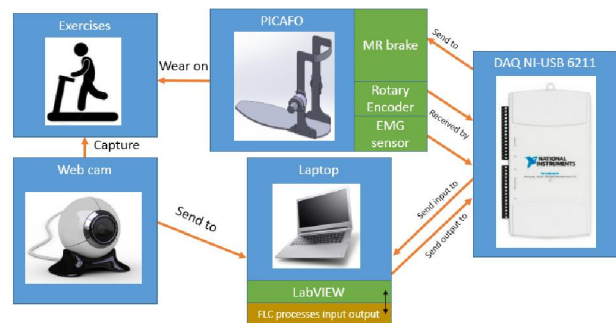 Exercises
PICAFO
MR brake
Send to
DAQ NI-USB 6211
Wear on
Rotary
Encoder
Received by
EMG
sensor
NATIONAL
INSTRUMENTS
Capture
Web cam
Laptop
Send to
Send input to
Send output to
LabVIEW
FLC processes input output